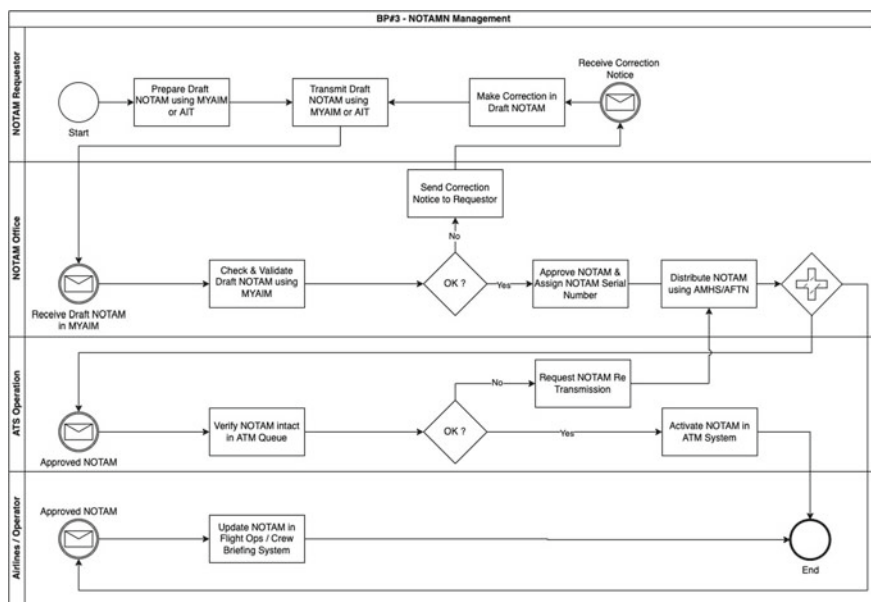 BP#3 - NOTAMN Management
NOTAM Requestor
Start
Prepare Draft
NOTAM using MYAIM
or AIT
Transmit Draft
NOTAM using
MYAIM or AIT
Make Correction in
Draft NOTAM
Receive Correction
Notice
NOTAM Office
Send Correction
Notice to Requestor
No
Receive Draft NOTAM
in MYAIM
Check & Validate
Draft NOTAM using
MYAIM
OK ?
Yes
Approve NOTAM &
Assign NOTAM Serial
Number
Distribute NOTAM
using AMHS/AFTN
ATS Operation
Approved NOTAM
Verify NOTAM intact
in ATM Queue
OK ?
No
Request NOTAM Re
Transmission
Yes
Activate NOTAM in
ATM System
Airlines / Operator
Approved NOTAM
Update NOTAM in
Flight Ops / Crew
Briefing System
End